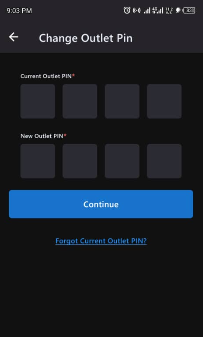 9:03 PM
Change Outlet Pin
Current Outlet PIN*
New Outlet PIN*
Continue
Forgot Current Outlet PIN?